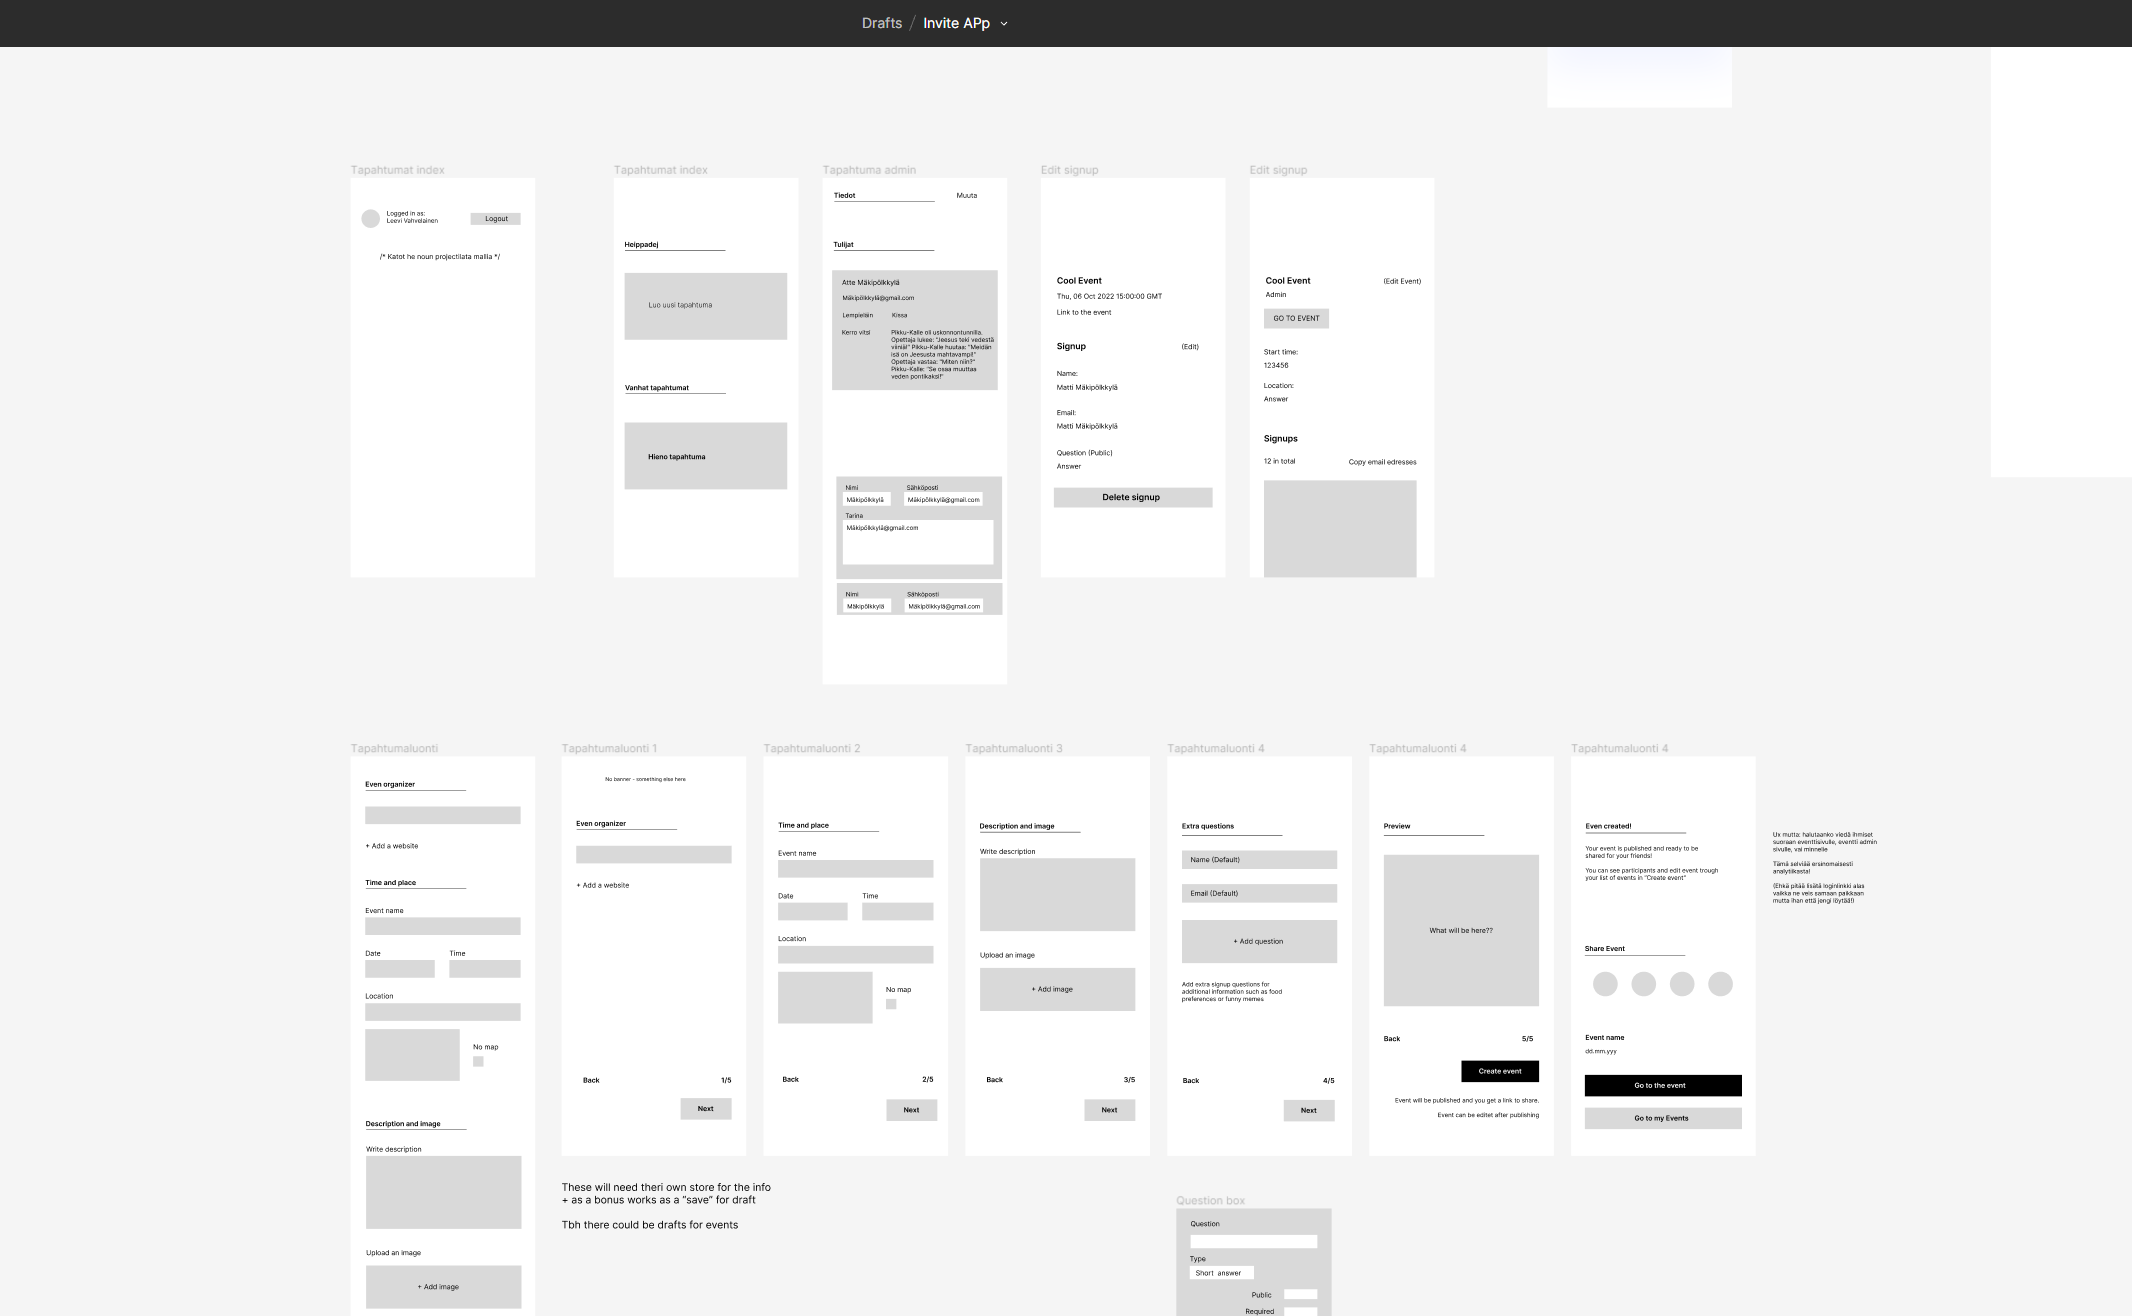 Drafts / Invite APp
Tapahtumat index
Logged in as:
Leevi Vahvelainen
Logout
/* Katot he noun projectilata mallia */
Tapahtumat index
Heippadej
Luo uusi tapahtuma
Vanhat tapahtumat
Hieno tapahtuma
Tapahtuma admin
Tiedot
Muuta
Tulijat
Atte Mäkipölkkylä
Mäkipölkkylä@gmail.com
Lempieläin
Kissa
Kerro vitsi
Pikku-Kalle oli uskonnontunnilla.
Opettaja lukee: "Jeesus teki vedestä
viiniä!" Pikku-Kalle huutaa: "Meidän
isä on Jeesusta mahtavampi!"
Opettaja vastaa: "Miten niin?"
Pikku-Kalle: "Se osaa muuttaa
veden pontikaksi!"
Nimi
Sähköposti
Mäkipölkkylä
Mäkipölkkylä@gmail.com
Tarina
Mäkipölkkylä@gmail.com
Nimi
Sähköposti
Mäkipölkkylä
Mäkipölkkylä@gmail.com
Edit signup
Cool Event
Thu, 06 Oct 2022 15:00:00 GMT
Link to the event
Signup
(Edit)
Name:
Matti Mäkipölkkylä
Email:
Matti Mäkipölkkylä
Question (Public)
Answer
Delete signup
Edit signup
Cool Event
(Edit Event)
Admin
GO TO EVENT
Start time:
123456
Location:
Answer
Signups
12 in total
Copy email edresses
Tapahtumaluonti
Even organizer
+ Add a website
Time and place
Event name
Date
Time
Location
No map
Description and image
Write description
Upload an image
+ Add image
Tapahtumaluonti 1
No banner - something else here
Even organizer
+ Add a website
Back
1/5
Next
Tapahtumaluonti 2
Time and place
Event name
Date
Time
Location
No map
Back
2/5
Next
Tapahtumaluonti 3
Description and image
Write description
Upload an image
+ Add image
Back
3/5
Next
Tapahtumaluonti 4
Extra questions
Name (Default)
Email (Default)
+ Add question
Add extra signup questions for
additional information such as food
preferences or funny memes
Back
4/5
Next
Tapahtumaluonti 4
Preview
What will be here??
Back
5/5
Create event
Event will be published and you get a link to share.
Event can be editet after publishing
Tapahtumaluonti 4
Even created!
Your event is published and ready to be
shared for your friends!
You can see participants and edit event trough
your list of events in "Create event"
Share Event
Event name
dd.mm.yyy
Go to the event
Go to my Events
Ux mutta: halutaanko viedä ihmiset
suoraan eventtisivulle, eventti admin
sivulle, vai minnelle
Tämä selviää ersinomaisesti
analytiikasta!
(Ehkä pitää lisätä loginlinkki alas
vaikka ne veis samaan paikkaan
mutta ihan että jengi löytää!)
These will need theri own store for the info
+ as a bonus works as a "save" for draft
Tbh there could be drafts for events
Question box
Question
Type
Short answer
Public
Required